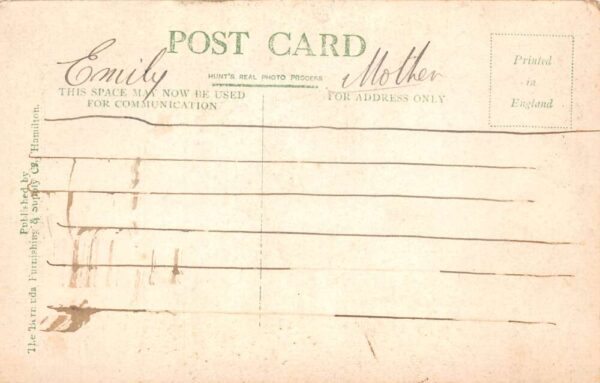 POST CARD
Emily
HUNT'S REAL PHOTO PROCESS
Mother
THIS SPACE MAY NOW BE USED
FOR COMMUNICATION
FOR ADDRESS ONLY
Printed
in
England
Published by
The Bermuda Furnishing & Supply Co., Hamilton.